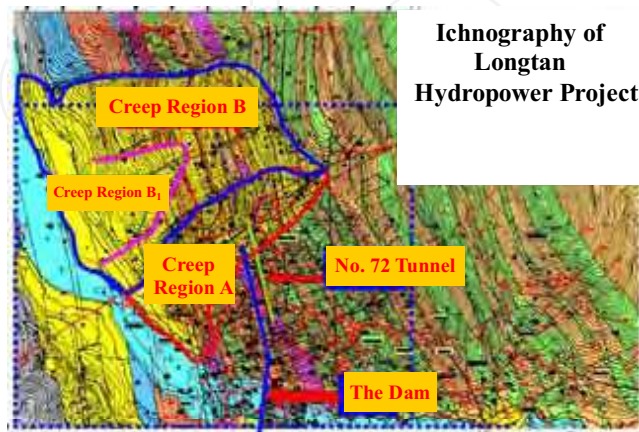 Ichnography of
Longtan
Hydropower Project
Creep Region B
Creep Region B₁
Creep
Region A
No. 72 Tunnel
The Dam